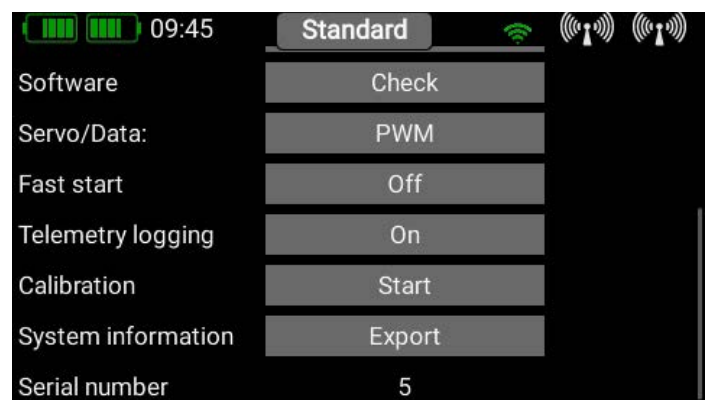 09:45 Standard
Software Check
Servo/Data: PWM
Fast start Off
Telemetry logging On
Calibration Start
System information Export
Serial number 5